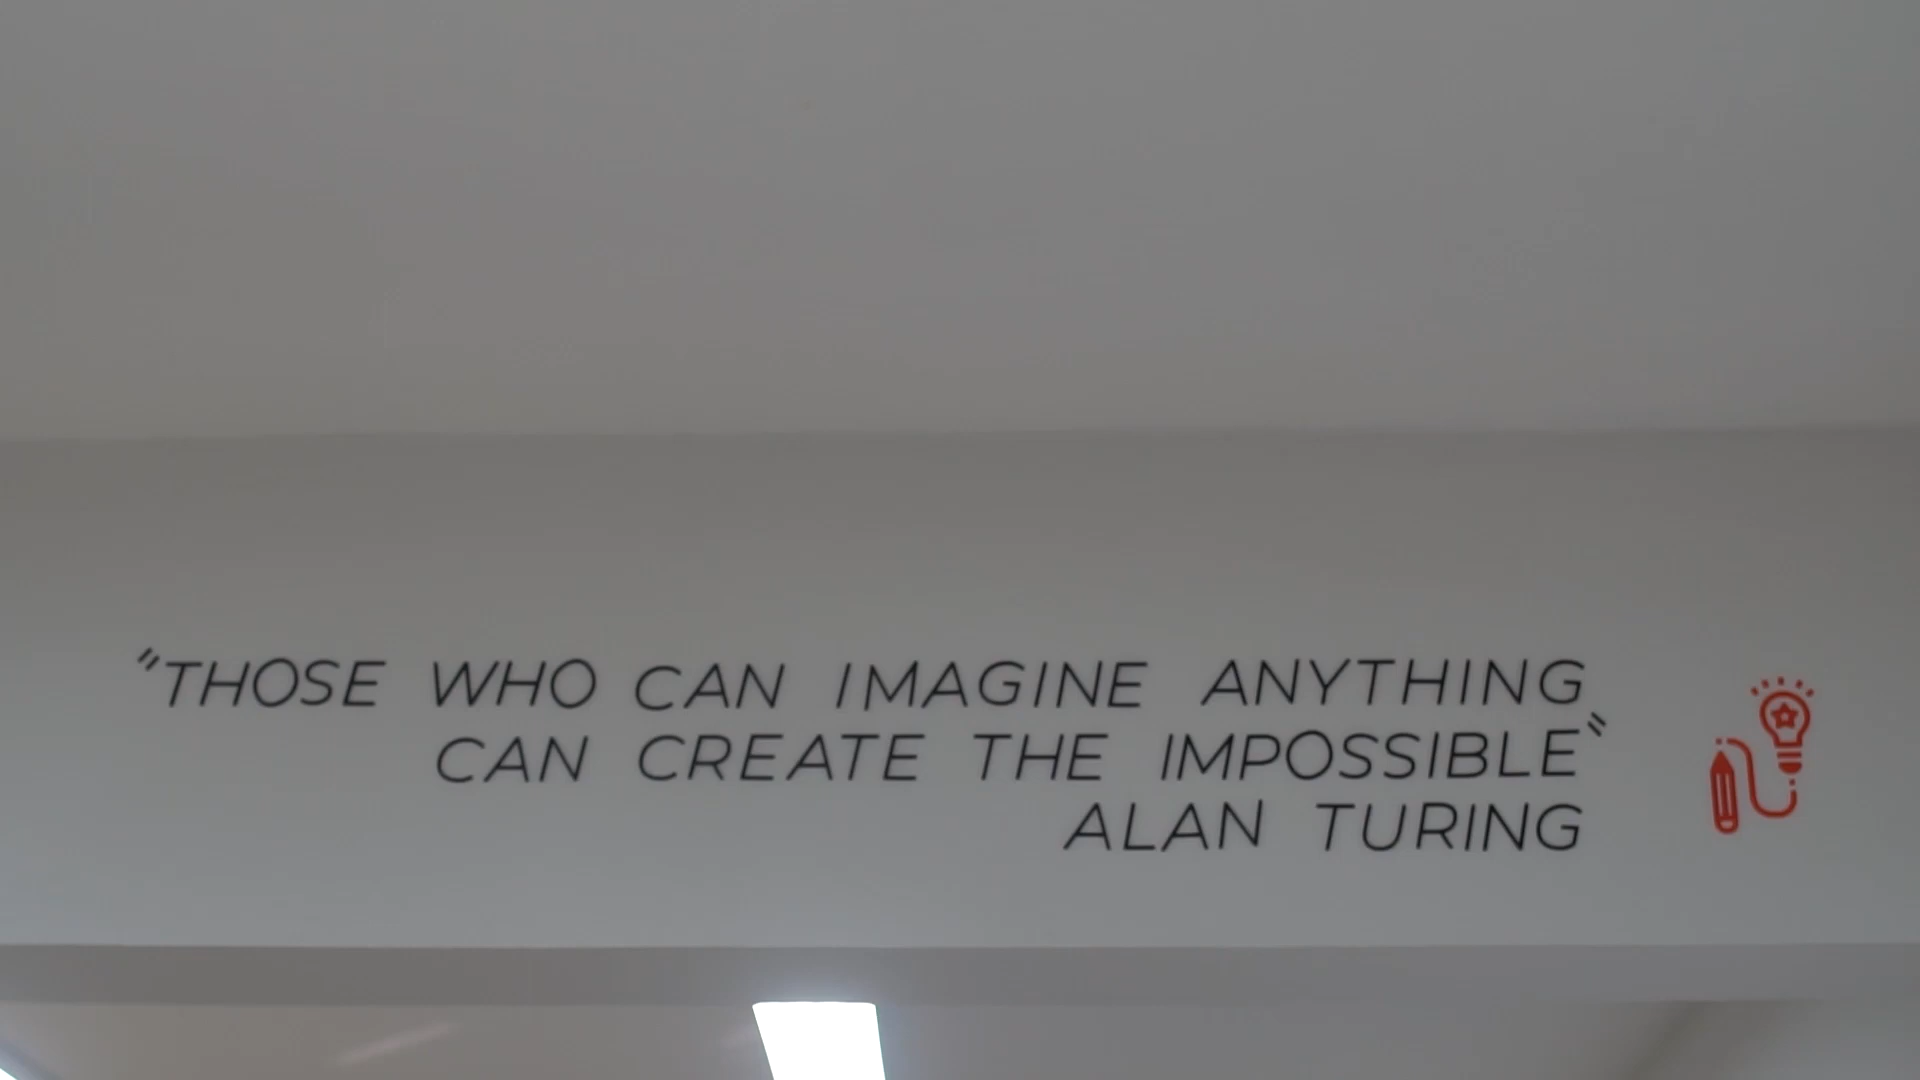 "THOSE WHO CAN IMAGINE ANYTHING
CAN CREATE THE IMPOSSIBLE"
ALAN TURING